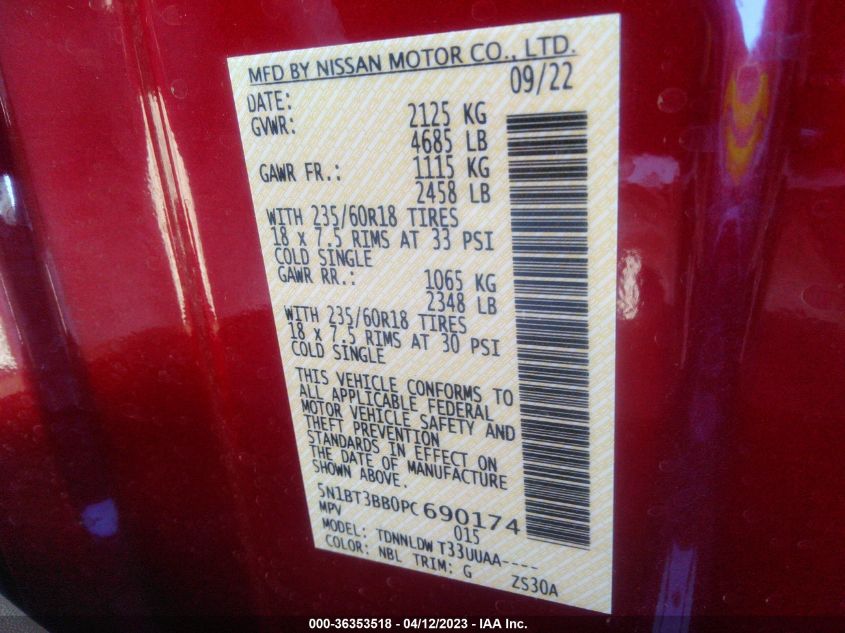 MFD BY NISSAN MOTOR CO., LTD.
DATE: 09/22
GVWR: 2125 KG
4685 LB
GAWR FR.: 1115 KG
2458 LB
WITH 235/60R18 TIRES
18 x 7.5 RIMS AT 33 PSI
COLD SINGLE
GAWR RR.: 1065 KG
2348 LB
WITH 235/60R18 TIRES
18 x 7.5 RIMS AT 30 PSI
COLD SINGLE
THIS VEHICLE CONFORMS TO
ALL APPLICABLE FEDERAL
MOTOR VEHICLE SAFETY AND
THEFT PREVENTION
STANDARDS IN EFFECT ON
THE DATE OF MANUFACTURE
SHOWN ABOVE.
5N1BT3BB0PC690174
MPV 015
MODEL: TDNNLDW T33UUAA----
COLOR: NBL TRIM: G ZS30A
000-36353518 - 04/12/2023 - IAA Inc.